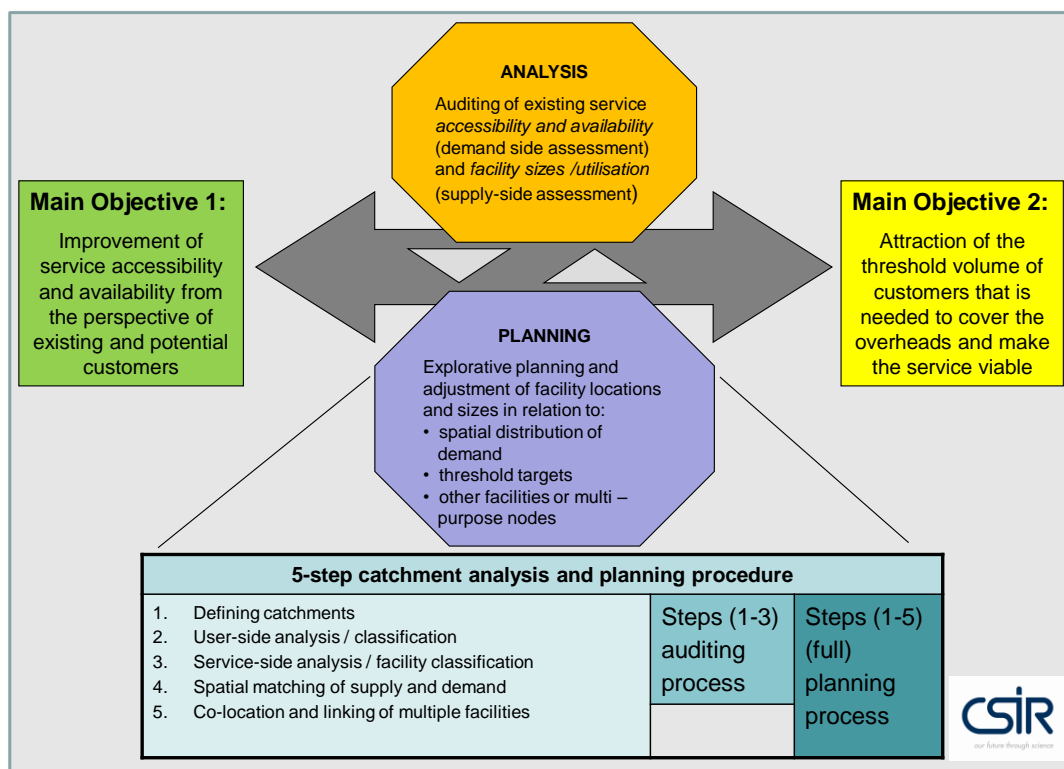 ANALYSIS
Auditing of existing service
accessibility and availability
(demand side assessment)
and facility sizes /utilisation
(supply-side assessment)
Main Objective 1:
Improvement of
service accessibility
and availability from
the perspective of
existing and potential
customers
Main Objective 2:
Attraction of the
threshold volume of
customers that is
needed to cover the
overheads and make
the service viable
PLANNING
Explorative planning and
adjustment of facility locations
and sizes in relation to:
• spatial distribution of
demand
• threshold targets
• other facilities or multi –
purpose nodes
5-step catchment analysis and planning procedure
1. Defining catchments
2. User-side analysis / classification
3. Service-side analysis / facility classification
4. Spatial matching of supply and demand
5. Co-location and linking of multiple facilities
Steps (1-3)
auditing
process
Steps (1-5)
(full)
planning
process
CSIR
our future through science